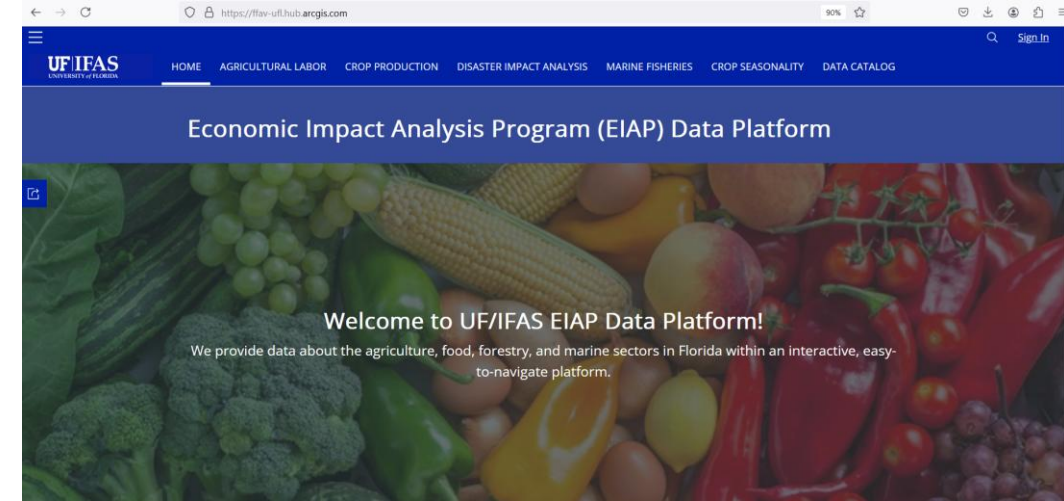 https://ffav-ufl.hub.arcgis.com 90%
Sign In
UF|IFAS
UNIVERSITY of FLORIDA
HOME AGRICULTURAL LABOR CROP PRODUCTION DISASTER IMPACT ANALYSIS MARINE FISHERIES CROP SEASONALITY DATA CATALOG
Economic Impact Analysis Program (EIAP) Data Platform
Welcome to UF/IFAS EIAP Data Platform!
We provide data about the agriculture, food, forestry, and marine sectors in Florida within an interactive, easy-
to-navigate platform.